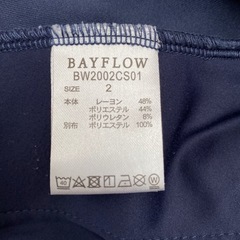 BAYFLOW
BW2002CS01
SIZE 2
本体 レーヨン 48%
ポリエステル 44%
ポリウレタン 8%
別布 ポリエステル 100%
40